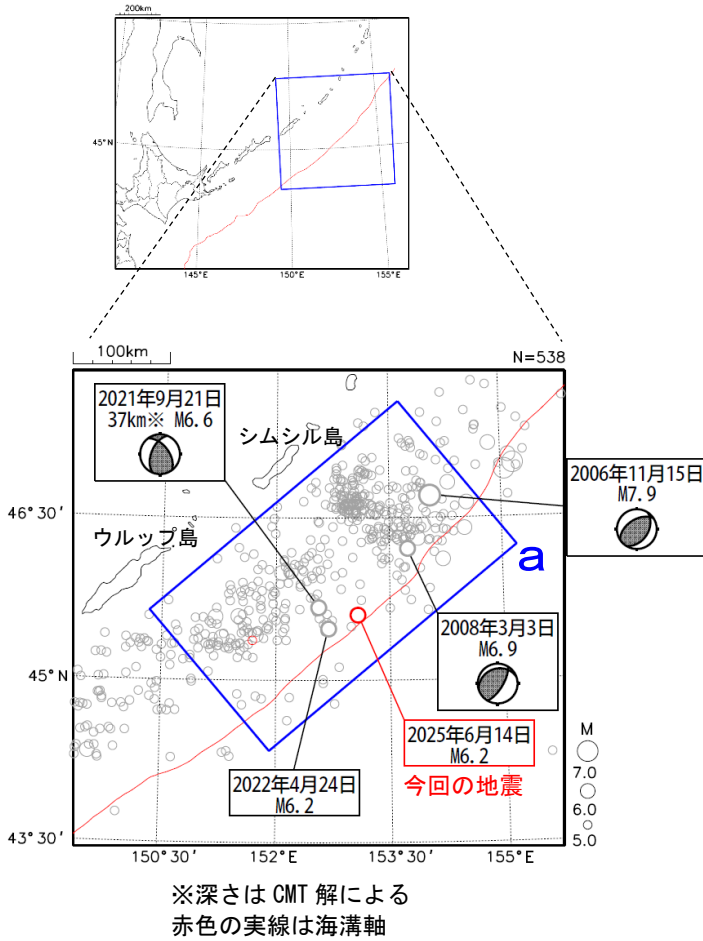 200km
45°N
145°E
150°E
155°E
100km
N=538
2021年9月21日
37km※ M6.6
シムシル島
2006年11月15日
M7.9
46°30′
ウルップ島
a
2008年3月3日
M6.9
45°N
2025年6月14日
M6.2
今回の地震
2022年4月24日
M6.2
M
7.0
6.0
5.0
43°30′
150°30′
152°E
153°30′
155°E
※深さは CMT 解による
赤色の実線は海溝軸